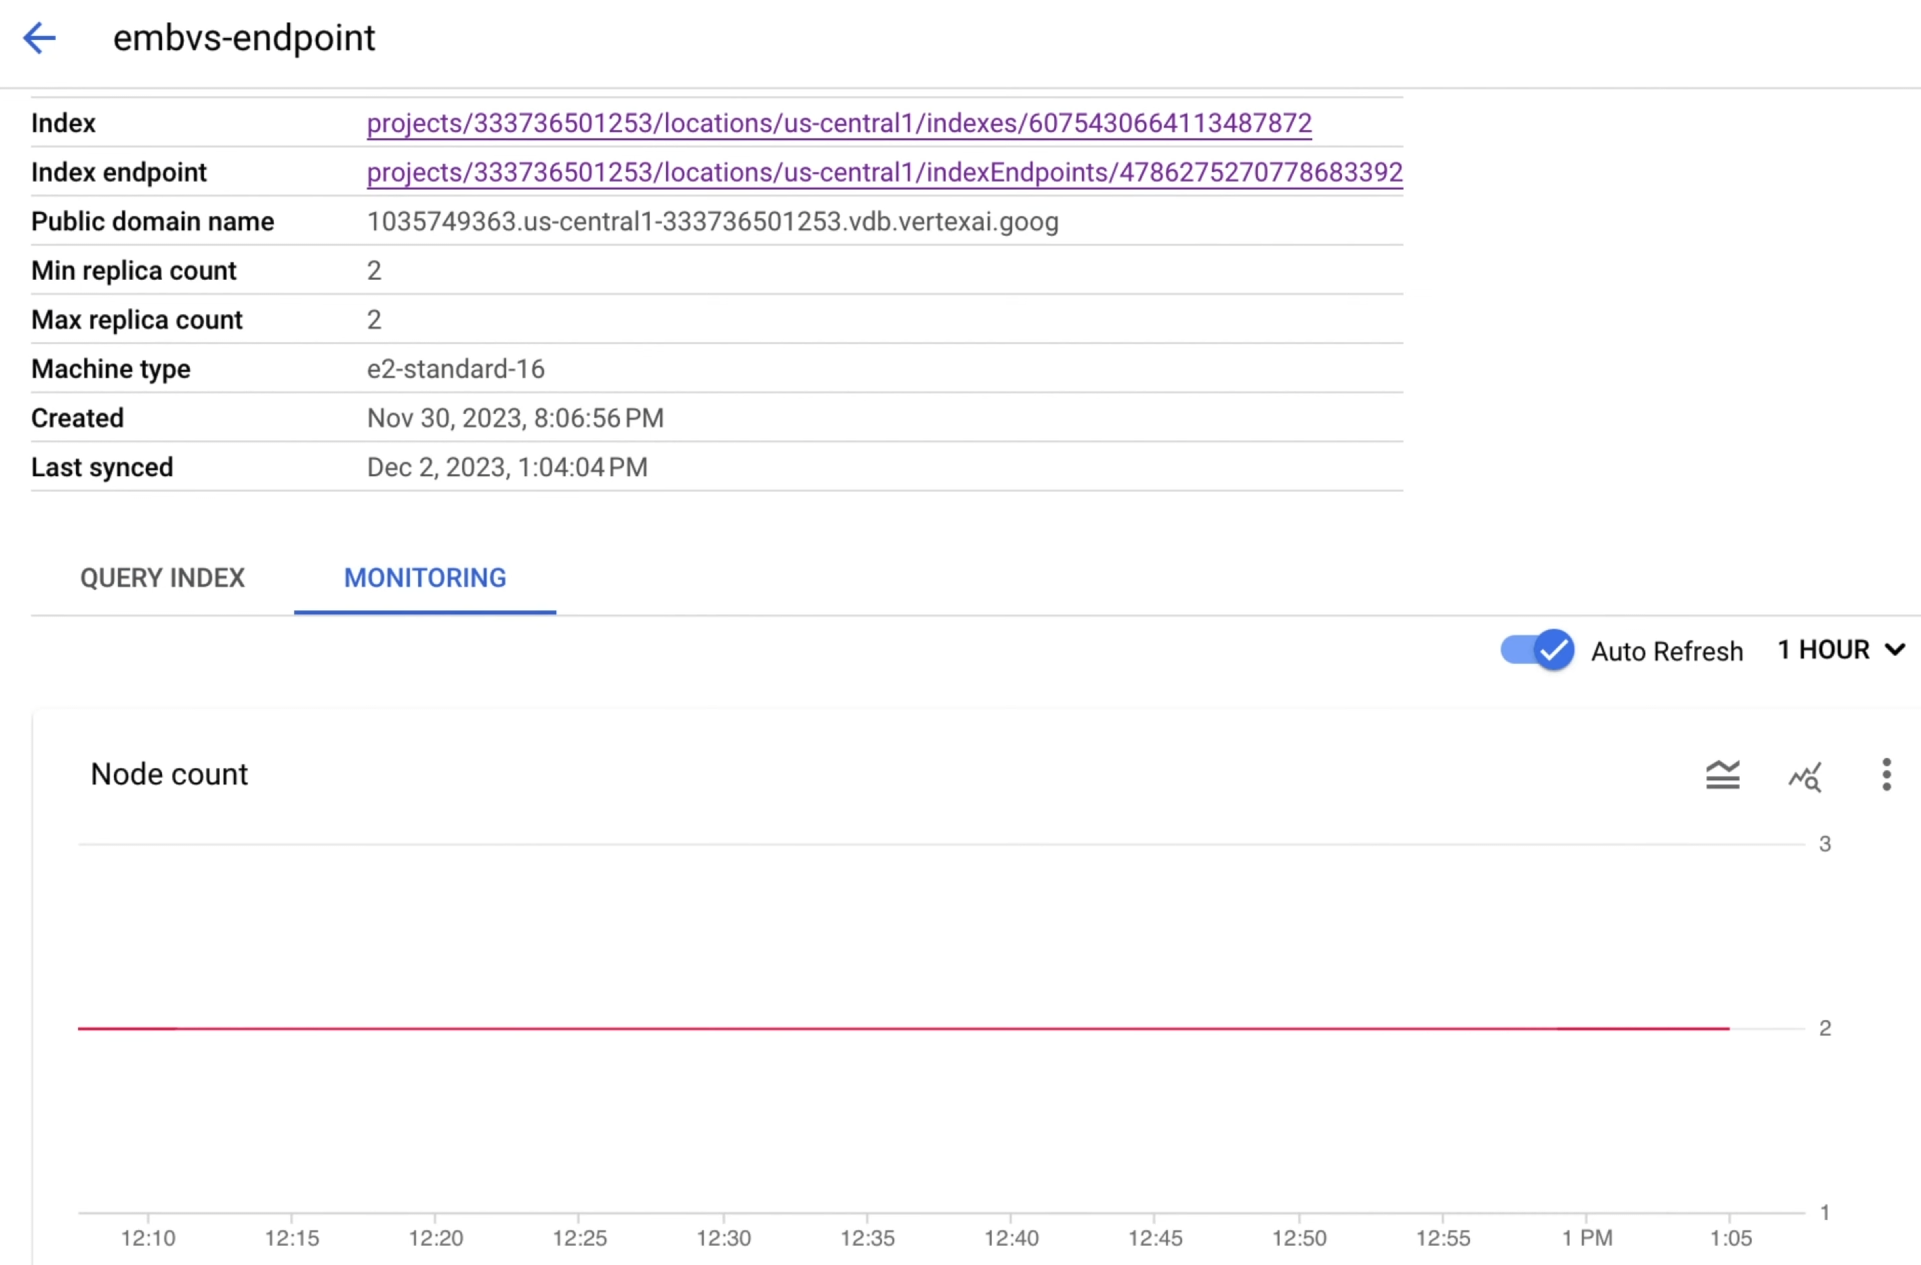 embvs-endpoint
Index projects/333736501253/locations/us-central1/indexes/6075430664113487872
Index endpoint projects/333736501253/locations/us-central1/indexEndpoints/4786275270778683392
Public domain name 1035749363.us-central1-333736501253.vdb.vertexai.goog
Min replica count 2
Max replica count 2
Machine type e2-standard-16
Created Nov 30, 2023, 8:06:56 PM
Last synced Dec 2, 2023, 1:04:04 PM
QUERY INDEX MONITORING
Auto Refresh 1 HOUR
Node count
3
2
1
12:10 12:15 12:20 12:25 12:30 12:35 12:40 12:45 12:50 12:55 1 PM 1:05